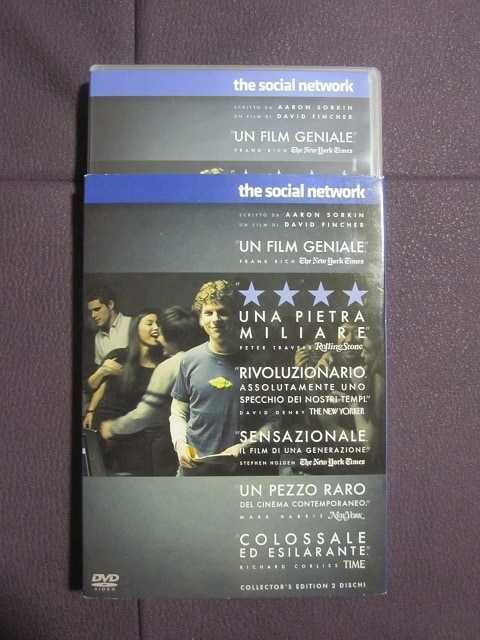 the social network
SCRITTO DA AARON SORKIN
UN FILM DI DAVID FINCHER
"UN FILM GENIALE"
FRANK RICH The New York Times
the social network
SCRITTO DA AARON SORKIN
UN FILM DI DAVID FINCHER
"UN FILM GENIALE"
FRANK RICH The New York Times
"★★★★
UNA PIETRA
MILIARE"
PETER TRAVERS RollingStone
"RIVOLUZIONARIO
ASSOLUTAMENTE UNO
SPECCHIO DEI NOSTRI TEMPI."
DAVID DENBY THE NEW YORKER
"SENSAZIONALE
IL FILM DI UNA GENERAZIONE"
STEPHEN HOLDEN The New York Times
"UN PEZZO RARO
DEL CINEMA CONTEMPORANEO."
MARK HARRIS New York
"COLOSSALE
ED ESILARANTE."
RICHARD CORLISS TIME
DVD
VIDEO
COLLECTOR'S EDITION 2 DISCHI